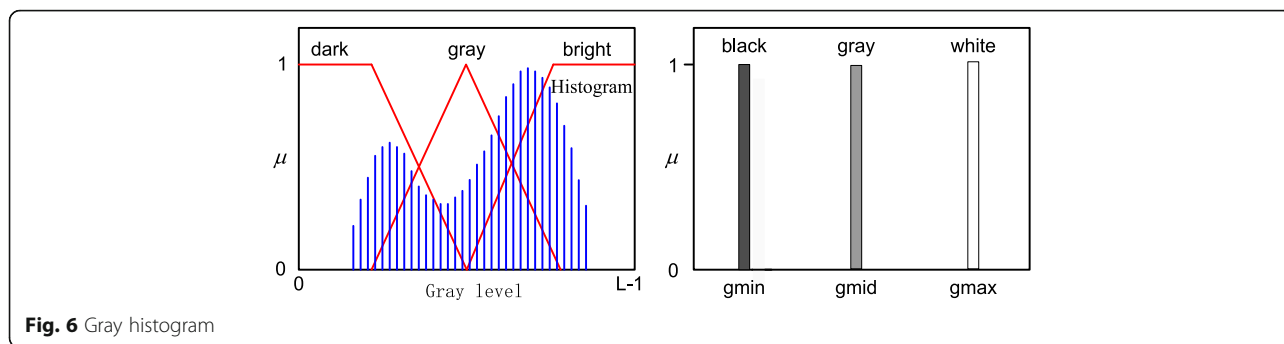 dark gray bright
1
Histogram
μ
0
0 Gray level L-1
black gray white
1
μ
0
gmin gmid gmax
Fig. 6 Gray histogram